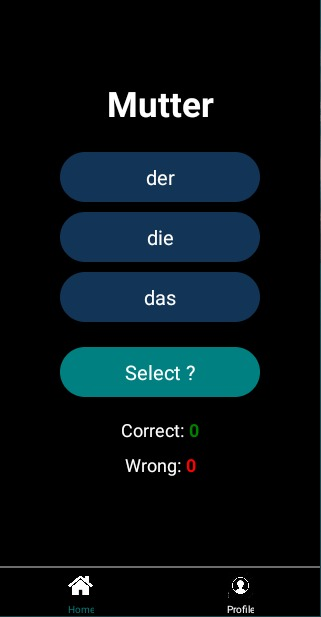 Mutter
der
die
das
Select ?
Correct: 0
Wrong: 0
Home Profile